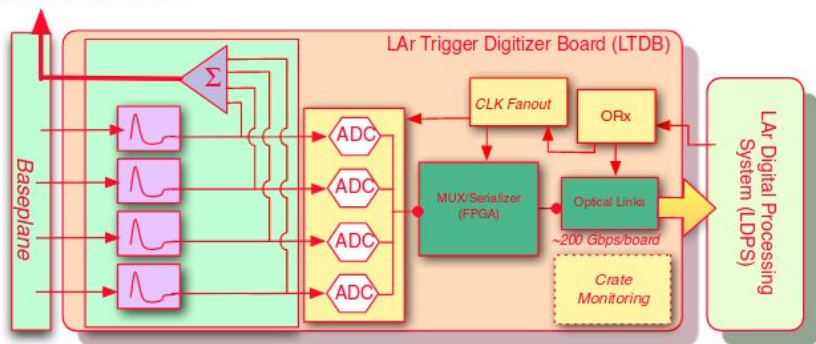 LAr Trigger Digitizer Board (LTDB)
Σ
CLK Fanout
ORx
ADC
ADC
ADC
ADC
MUX/Serializer
(FPGA)
Optical Links
~200 Gbps/board
Crate
Monitoring
Baseplane
LAr Digital Processing
System (LDPS)